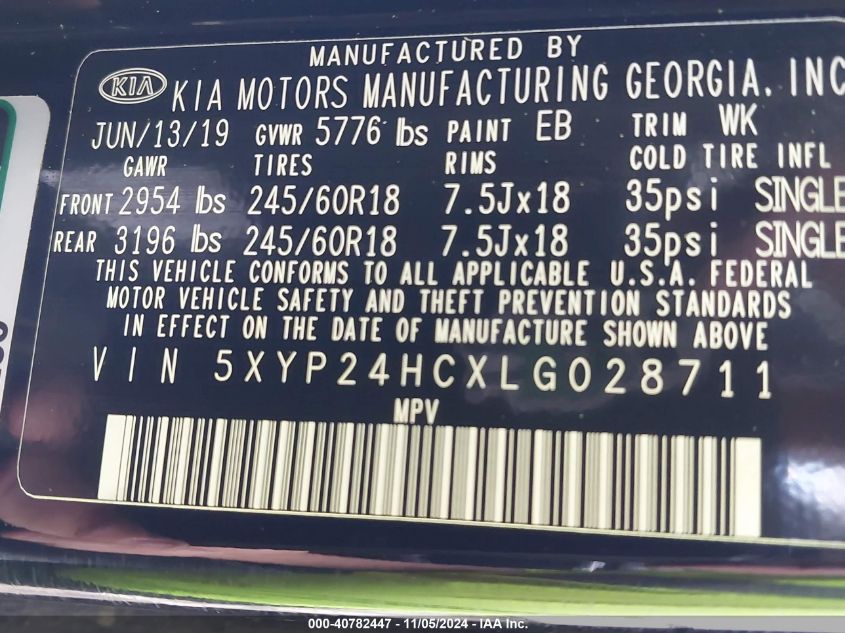 MANUFACTURED BY
KIA KIA MOTORS MANUFACTURING GEORGIA, INC
JUN/13/19 GVWR 5776 lbs PAINT EB TRIM WK
GAWR TIRES RIMS COLD TIRE INFL
FRONT 2954 lbs 245/60R18 7.5Jx18 35psi SINGLE
REAR 3196 lbs 245/60R18 7.5Jx18 35psi SINGLE
THIS VEHICLE CONFORMS TO ALL APPLICABLE U.S.A. FEDERAL
MOTOR VEHICLE SAFETY AND THEFT PREVENTION STANDARDS
IN EFFECT ON THE DATE OF MANUFACTURE SHOWN ABOVE
VIN 5XYP24HCXLG028711
MPV
000-40782447 - 11/05/2024 - IAA Inc.